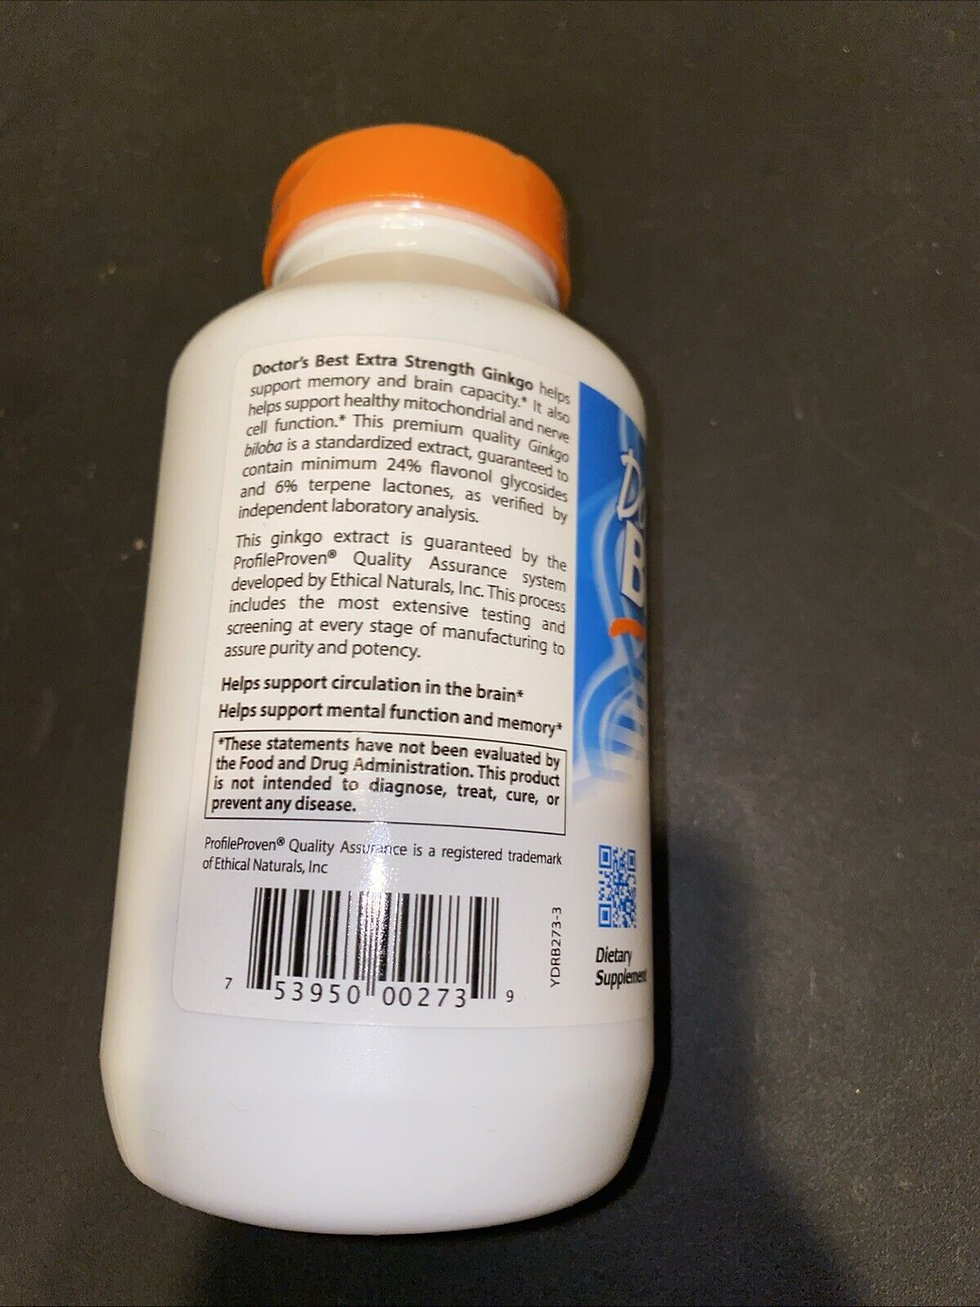 Doctor's Best Extra Strength Ginkgo helps
support memory and brain capacity.* It also
helps support healthy mitochondrial and nerve
cell function.* This premium quality Ginkgo
biloba is a standardized extract, guaranteed to
contain minimum 24% flavonol glycosides
and 6% terpene lactones, as verified by
independent laboratory analysis.
This ginkgo extract is guaranteed by the
ProfileProven® Quality Assurance system
developed by Ethical Naturals, Inc. This process
includes the most extensive testing and
screening at every stage of manufacturing to
assure purity and potency.
Helps support circulation in the brain*
Helps support mental function and memory*
*These statements have not been evaluated by
the Food and Drug Administration. This product
is not intended to diagnose, treat, cure, or
prevent any disease.
ProfileProven® Quality Assurance is a registered trademark
of Ethical Naturals, Inc
7 53950 00273 9
YDRB273-3
Dietary
Supplement